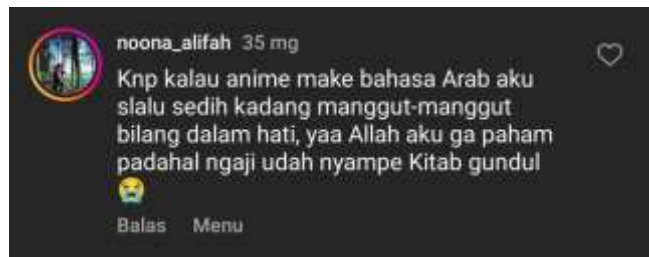 noona_alifah 35 mg
Knp kalau anime make bahasa Arab aku
slalu sedih kadang manggut-manggut
bilang dalam hati, yaa Allah aku ga paham
padahal ngaji udah nyampe Kitab gundul
😭
Balas Menu